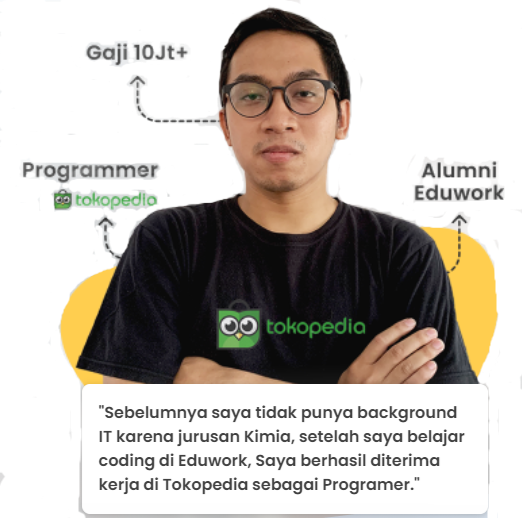 Gaji 10Jt+
Programmer
tokopedia
Alumni
Eduwork
tokopedia
"Sebelumnya saya tidak punya background
IT karena jurusan Kimia, setelah saya belajar
coding di Eduwork, Saya berhasil diterima
kerja di Tokopedia sebagai Programer."